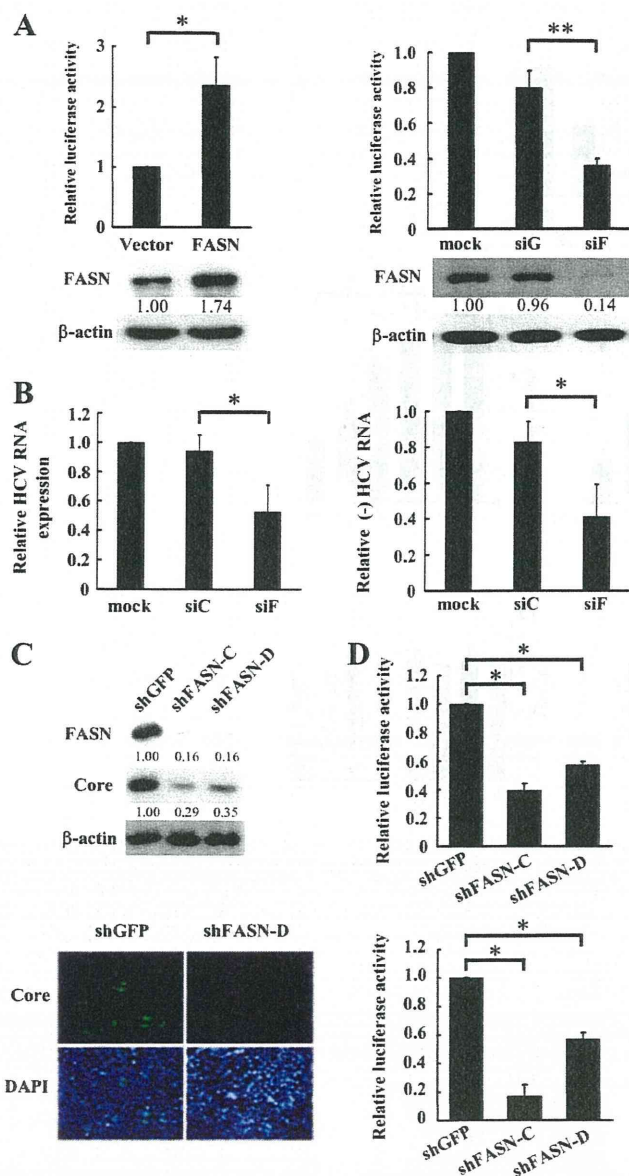 A
Relative luciferase activity
3
2
1
0
*
Vector FASN
FASN
1.00 1.74
β-actin
Relative luciferase activity
1.0
0.8
0.6
0.4
0.2
0
**
mock siG siF
FASN
1.00 0.96 0.14
β-actin
B
Relative HCV RNA
expression
1.2
1.0
0.8
0.6
0.4
0.2
0
*
mock siC siF
Relative (-) HCV RNA
1.0
0.8
0.6
0.4
0.2
0
*
mock siC siF
C
shGFP shFASN-C shFASN-D
FASN
1.00 0.16 0.16
Core
1.00 0.29 0.35
β-actin
shGFP shFASN-D
Core
DAPI
D
Relative luciferase activity
1.2
1.0
0.8
0.6
0.4
0.2
0
*
*
shGFP shFASN-C shFASN-D
Relative luciferase activity
1.2
1.0
0.8
0.6
0.4
0.2
0
*
*
shGFP shFASN-C shFASN-D